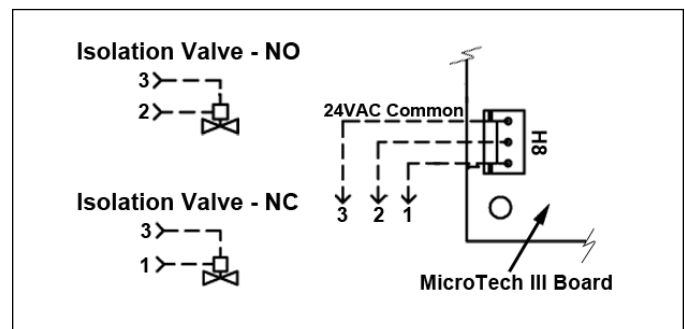 Isolation Valve - NO
3
2
24VAC Common
H8
3 2 1
Isolation Valve - NC
3
1
MicroTech III Board